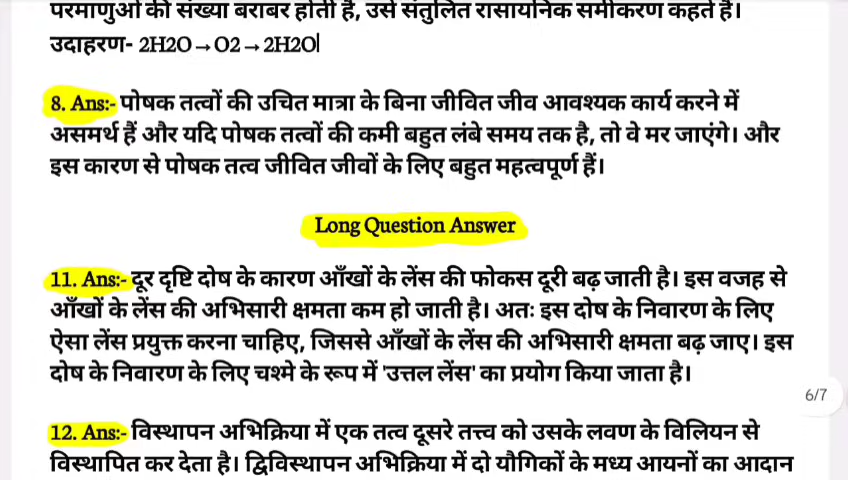 परमाणुओं की संख्या बराबर होती है, उसे संतुलित रासायनिक समीकरण कहते हैं।
उदाहरण- 2H2O→O2→2H2O|
8. Ans:- पोषक तत्वों की उचित मात्रा के बिना जीवित जीव आवश्यक कार्य करने में
असमर्थ हैं और यदि पोषक तत्वों की कमी बहुत लंबे समय तक है, तो वे मर जाएंगे। और
इस कारण से पोषक तत्व जीवित जीवों के लिए बहुत महत्वपूर्ण हैं।
Long Question Answer
11. Ans:- दूर दृष्टि दोष के कारण आँखों के लेंस की फोकस दूरी बढ़ जाती है। इस वजह से
आँखों के लेंस की अभिसारी क्षमता कम हो जाती है। अतः इस दोष के निवारण के लिए
ऐसा लेंस प्रयुक्त करना चाहिए, जिससे आँखों के लेंस की अभिसारी क्षमता बढ़ जाए। इस
दोष के निवारण के लिए चश्मे के रूप में 'उत्तल लेंस' का प्रयोग किया जाता है।
6/7
12. Ans:- विस्थापन अभिक्रिया में एक तत्व दूसरे तत्त्व को उसके लवण के विलियन से
विस्थापित कर देता है। द्विविस्थापन अभिक्रिया में दो यौगिकों के मध्य आयनों का आदान